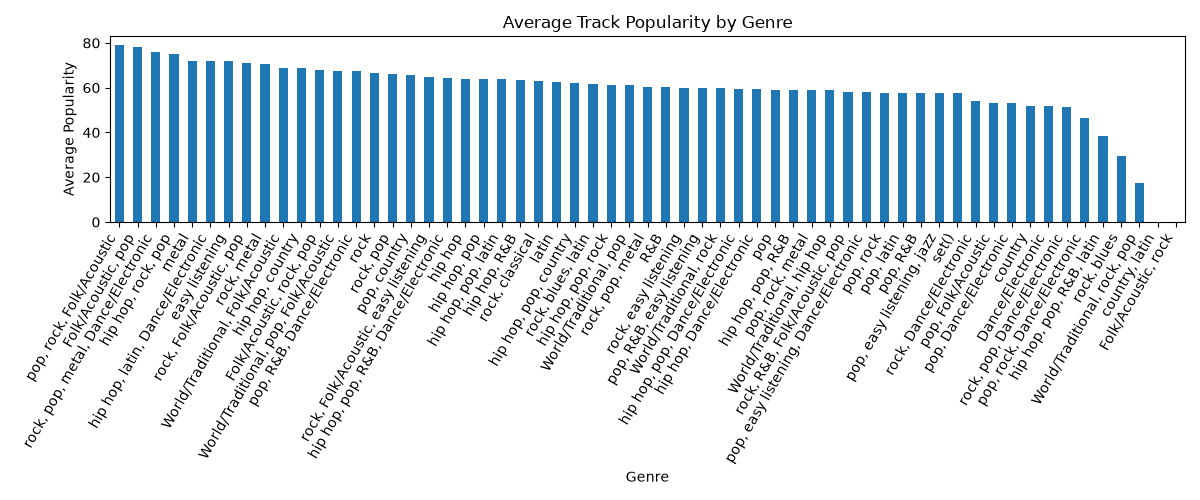 Average Track Popularity by Genre
80
60
40
20
0
Average Popularity
pop, rock, Folk/Acoustic
Folk/Acoustic, pop
rock, pop, metal, Dance/Electronic
hip hop, rock, pop
metal
hip hop, latin, Dance/Electronic
easy listening
rock, Folk/Acoustic, pop
rock, metal
World/Traditional, Folk/Acoustic
hip hop, country
Folk/Acoustic, rock, pop
World/Traditional, pop, Folk/Acoustic
pop, R&B, Dance/Electronic
rock
rock, pop
pop, country
rock, Folk/Acoustic, easy listening
hip hop, pop, R&B, Dance/Electronic
hip hop
hip hop, pop
hip hop, pop, latin
hip hop, R&B
rock, classical
latin
hip hop, pop, country
rock, blues, latin
hip hop, pop, rock
World/Traditional, pop
rock, pop, metal
R&B
rock, easy listening
pop, R&B, easy listening
World/Traditional, rock
hip hop, pop, Dance/Electronic
hip hop, Dance/Electronic
pop
hip hop, pop, R&B
pop, rock, metal
World/Traditional, hip hop
rock, R&B, Folk/Acoustic, pop
pop, easy listening, Dance/Electronic
pop, rock
pop, latin
pop, R&B
pop, easy listening, jazz
set()
rock, Dance/Electronic
pop, Folk/Acoustic
pop, Dance/Electronic
country
Dance/Electronic
rock, pop, Dance/Electronic
pop, rock, Dance/Electronic
hip hop, pop, R&B, latin
rock, blues
World/Traditional, rock, pop
country, latin
Folk/Acoustic, rock
Genre